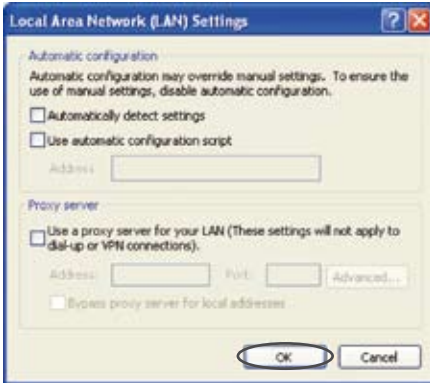 Local Area Network (LAN) Settings
Automatic configuration
Automatic configuration may override manual settings. To ensure the
use of manual settings, disable automatic configuration.
Automatically detect settings
Use automatic configuration script
Address
Proxy server
Use a proxy server for your LAN (These settings will not apply to
dial-up or VPN connections).
Address: Port: Advanced...
Bypass proxy server for local addresses
OK Cancel